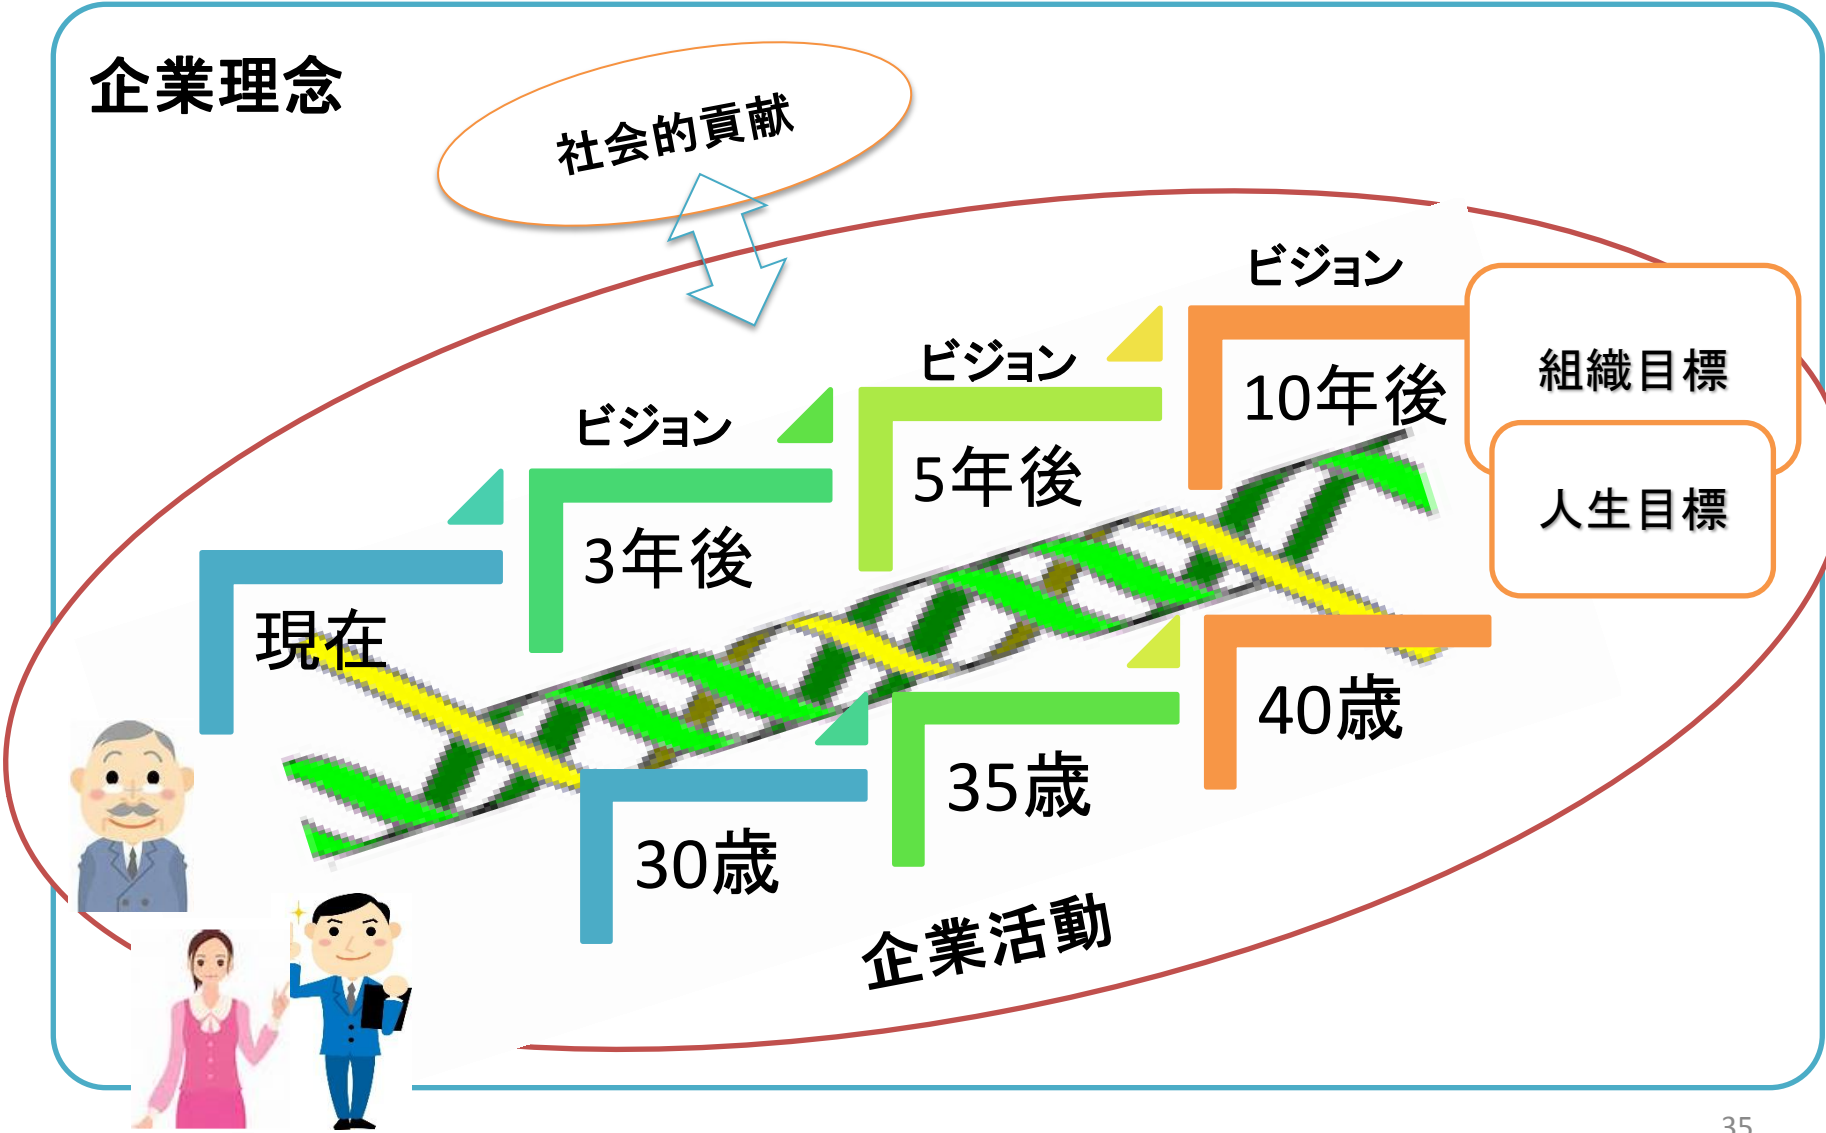 企業理念
社会的貢献
ビジョン
ビジョン
ビジョン
組織目標
10年後
5年後
人生目標
3年後
現在
40歳
35歳
30歳
企業活動
35